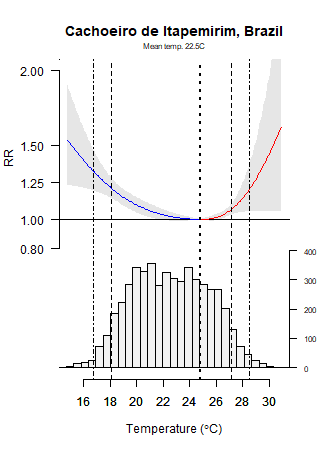 Cachoeiro de Itapemirim, Brazil
Mean temp. 22.5C
2.00
1.50
1.25
1.00
0.80
RR
400
300
200
100
0
16 18 20 22 24 26 28 30
Temperature (°C)